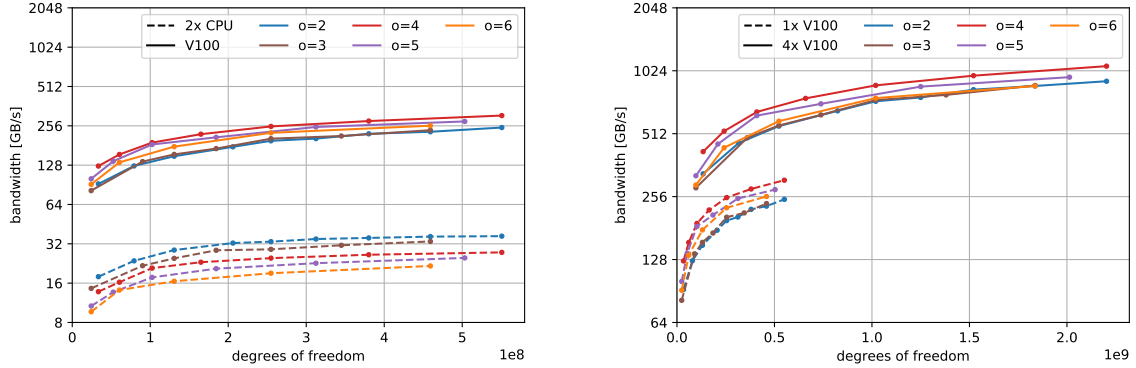 2048
1024
512
256
128
64
32
16
8
bandwidth [GB/s]
0 1 2 3 4 5
1e8
degrees of freedom
2x CPU o=2 o=4 o=6
V100 o=3 o=5
2048
1024
512
256
128
64
bandwidth [GB/s]
0.0 0.5 1.0 1.5 2.0
1e9
degrees of freedom
1x V100 o=2 o=4 o=6
4x V100 o=3 o=5